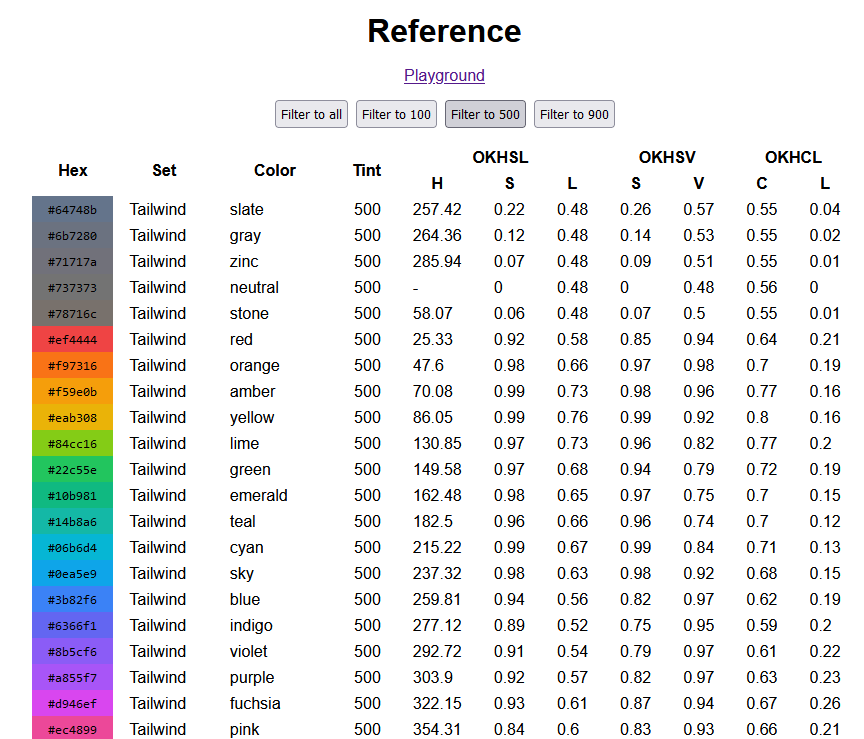 Reference
Playground
Filter to all Filter to 100 Filter to 500 Filter to 900
Hex Set Color Tint OKHSL OKHSV OKHCL
H S L S V C L
#64748b Tailwind slate 500 257.42 0.22 0.48 0.26 0.57 0.55 0.04
#6b7280 Tailwind gray 500 264.36 0.12 0.48 0.14 0.53 0.55 0.02
#71717a Tailwind zinc 500 285.94 0.07 0.48 0.09 0.51 0.55 0.01
#737373 Tailwind neutral 500 - 0 0.48 0 0.48 0.56 0
#78716c Tailwind stone 500 58.07 0.06 0.48 0.07 0.5 0.55 0.01
#ef4444 Tailwind red 500 25.33 0.92 0.58 0.85 0.94 0.64 0.21
#f97316 Tailwind orange 500 47.6 0.98 0.66 0.97 0.98 0.7 0.19
#f59e0b Tailwind amber 500 70.08 0.99 0.73 0.98 0.96 0.77 0.16
#eab308 Tailwind yellow 500 86.05 0.99 0.76 0.99 0.92 0.8 0.16
#84cc16 Tailwind lime 500 130.85 0.97 0.73 0.96 0.82 0.77 0.2
#22c55e Tailwind green 500 149.58 0.97 0.68 0.94 0.79 0.72 0.19
#10b981 Tailwind emerald 500 162.48 0.98 0.65 0.97 0.75 0.7 0.15
#14b8a6 Tailwind teal 500 182.5 0.96 0.66 0.96 0.74 0.7 0.12
#06b6d4 Tailwind cyan 500 215.22 0.99 0.67 0.99 0.84 0.71 0.13
#0ea5e9 Tailwind sky 500 237.32 0.98 0.63 0.98 0.92 0.68 0.15
#3b82f6 Tailwind blue 500 259.81 0.94 0.56 0.82 0.97 0.62 0.19
#6366f1 Tailwind indigo 500 277.12 0.89 0.52 0.75 0.95 0.59 0.2
#8b5cf6 Tailwind violet 500 292.72 0.91 0.54 0.79 0.97 0.61 0.22
#a855f7 Tailwind purple 500 303.9 0.92 0.57 0.82 0.97 0.63 0.23
#d946ef Tailwind fuchsia 500 322.15 0.93 0.61 0.87 0.94 0.67 0.26
#ec4899 Tailwind pink 500 354.31 0.84 0.6 0.83 0.93 0.66 0.21